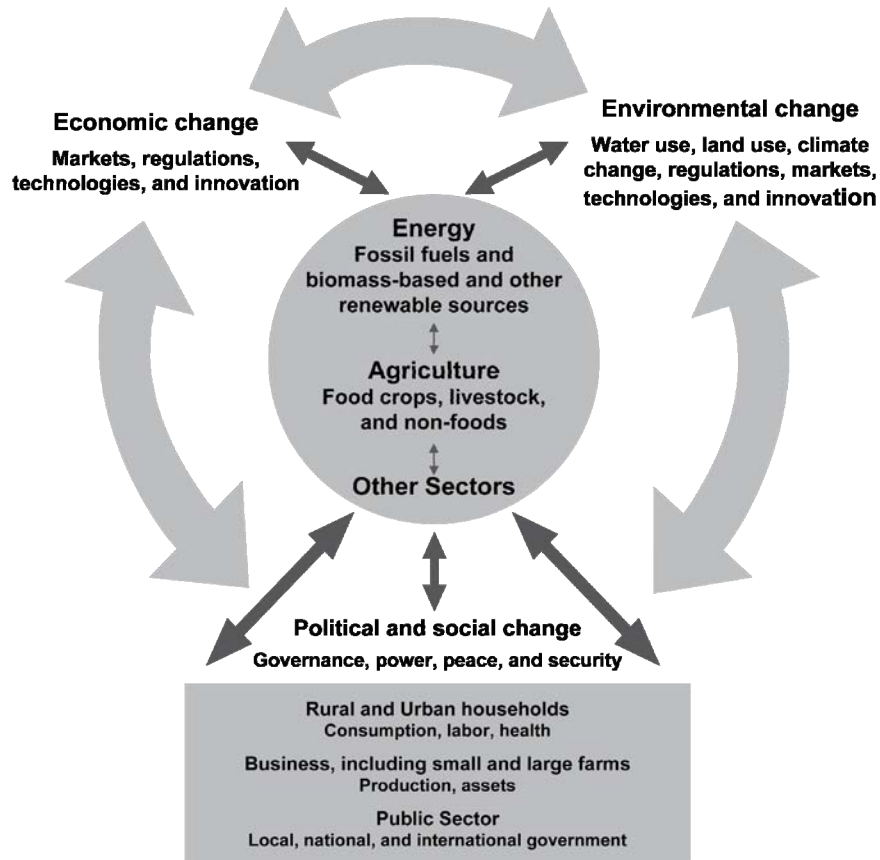 Economic change
Markets, regulations,
technologies, and innovation
Environmental change
Water use, land use, climate
change, regulations, markets,
technologies, and innovation
Energy
Fossil fuels and
biomass-based and other
renewable sources
Agriculture
Food crops, livestock,
and non-foods
Other Sectors
Political and social change
Governance, power, peace, and security
Rural and Urban households
Consumption, labor, health
Business, including small and large farms
Production, assets
Public Sector
Local, national, and international government